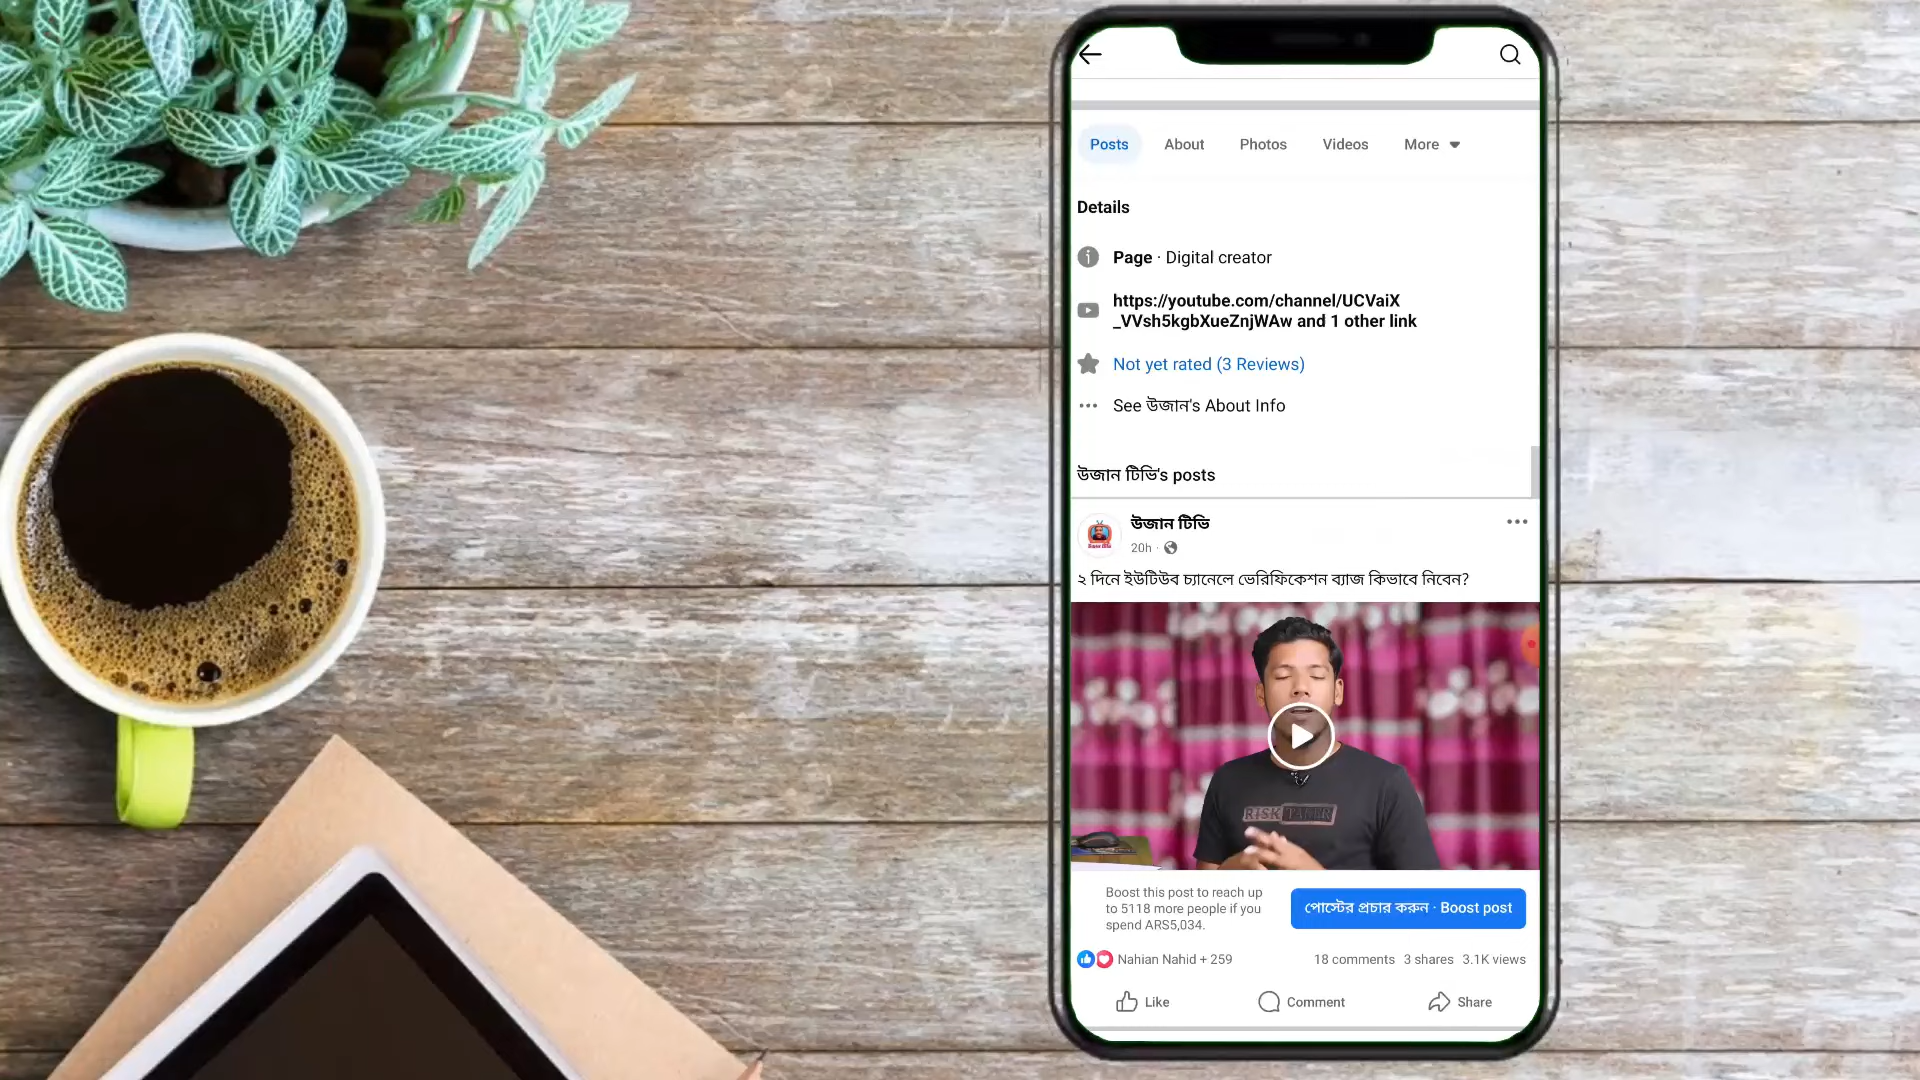 Posts About Photos Videos More
Details
Page · Digital creator
https://youtube.com/channel/UCVaiX
_VVsh5kgbXueZnjWAw and 1 other link
Not yet rated (3 Reviews)
See উজান's About Info
উজান টিভি's posts
উজান টিভি
20h ·
২ দিনে ইউটিউব চ্যানেলে ভেরিফিকেশন ব্যাজ কিভাবে নিবেন?
RISK TAKER
Boost this post to reach up
to 5118 more people if you
spend ARS5,034.
পোস্টের প্রচার করুন · Boost post
Nahian Nahid + 259
18 comments 3 shares 3.1K views
Like Comment Share